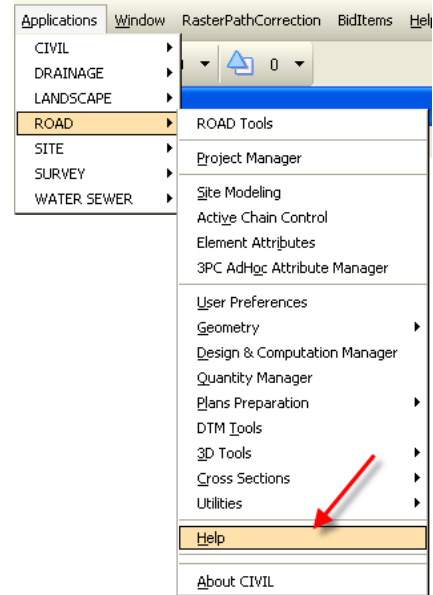 Applications Window RasterPathCorrection BidItems Help
CIVIL
DRAINAGE
0
LANDSCAPE
ROAD
ROAD Tools
SITE
Project Manager
SURVEY
WATER SEWER
Site Modeling
Active Chain Control
Element Attributes
3PC AdHoc Attribute Manager
User Preferences
Geometry
Design & Computation Manager
Quantity Manager
Plans Preparation
DTM Tools
3D Tools
Cross Sections
Utilities
Help
About CIVIL